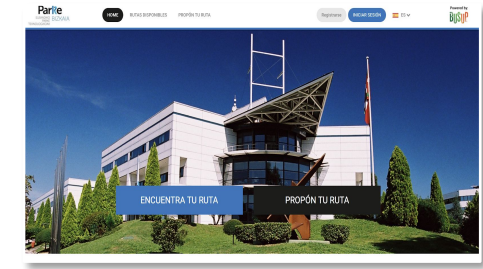 ParKe
BIZKAIA
HOME
RUTAS DISPONIBLES
PROPÓN TU RUTA
Registrarse
INICIAR SESIÓN
ES
Powered by
BUSUP
ENCUENTRA TU RUTA
PROPÓN TU RUTA